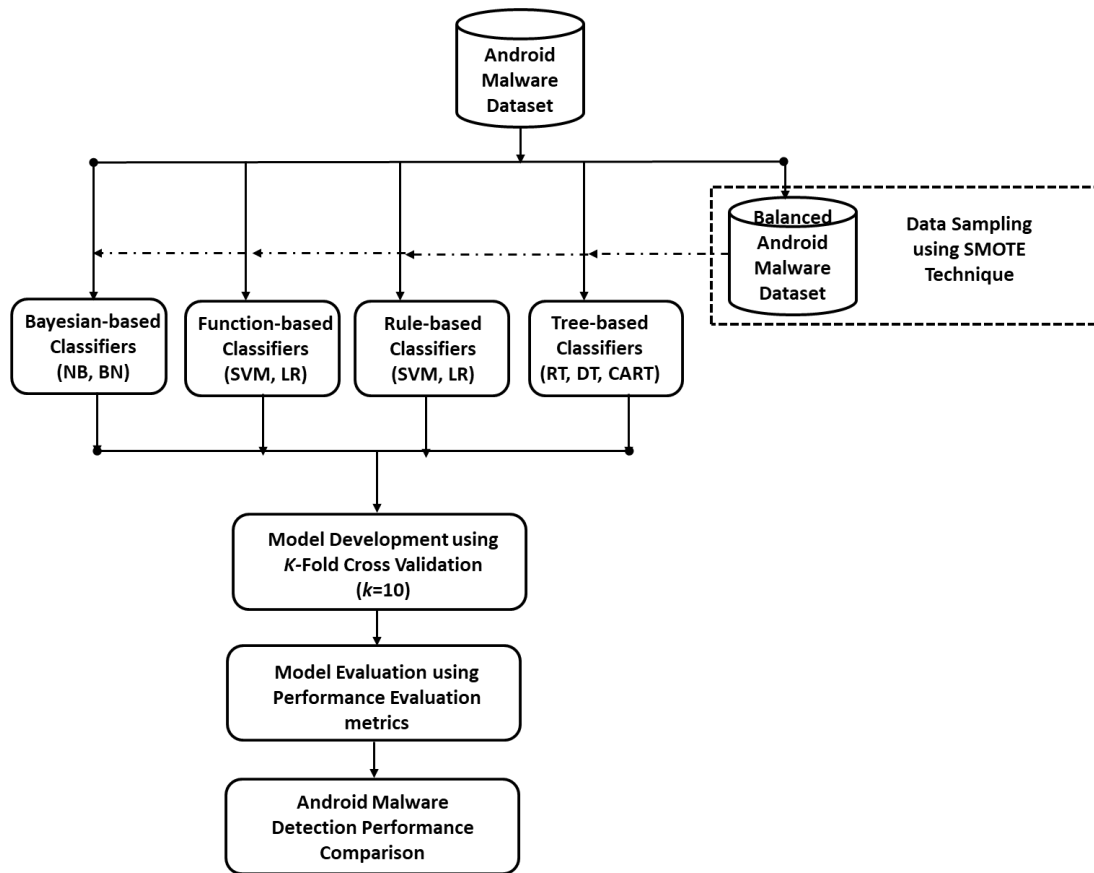 Android
Malware
Dataset
Balanced
Android
Malware
Dataset
Data Sampling
using SMOTE
Technique
Bayesian-based
Classifiers
(NB, BN)
Function-based
Classifiers
(SVM, LR)
Rule-based
Classifiers
(SVM, LR)
Tree-based
Classifiers
(RT, DT, CART)
Model Development using
K-Fold Cross Validation
(k=10)
Model Evaluation using
Performance Evaluation
metrics
Android Malware
Detection Performance
Comparison